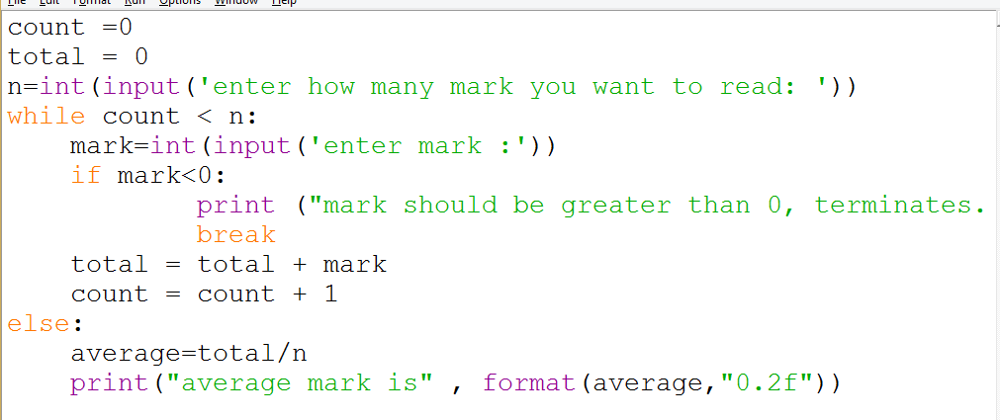 File Edit Format Run Options Window Help
count =0
total = 0
n=int(input('enter how many mark you want to read: '))
while count < n:
    mark=int(input('enter mark :'))
    if mark<0:
            print ("mark should be greater than 0, terminates.
            break
    total = total + mark
    count = count + 1
else:
    average=total/n
    print("average mark is" , format(average,"0.2f"))